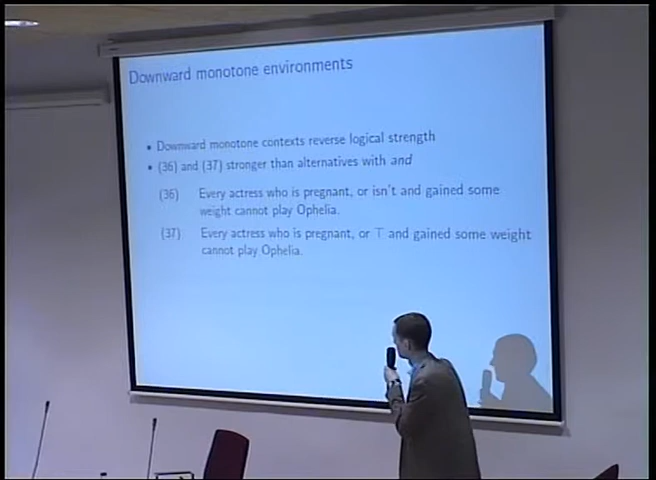 Downward monotone environments
• Downward monotone contexts reverse logical strength
• (36) and (37) stronger than alternatives with and
(36) Every actress who is pregnant, or isn't and gained some
weight cannot play Ophelia.
(37) Every actress who is pregnant, or ⊤ and gained some weight
cannot play Ophelia.